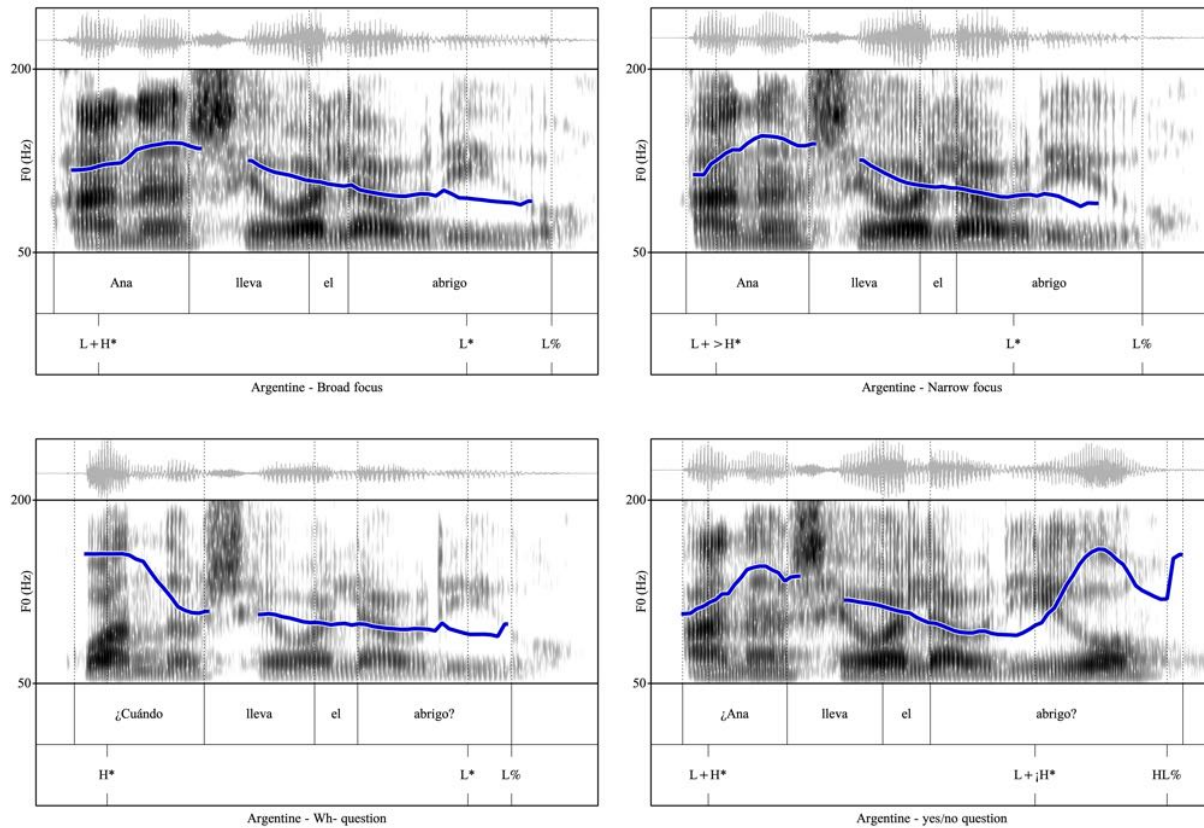 200
F0 (Hz)
50
Ana lleva el abrigo
L+H* L* L%
Argentine - Broad focus
200
F0 (Hz)
50
Ana lleva el abrigo
L+>H* L* L%
Argentine - Narrow focus
200
F0 (Hz)
50
¿Cuándo lleva el abrigo?
H* L* L%
Argentine - Wh- question
200
F0 (Hz)
50
¿Ana lleva el abrigo?
L+H* L+¡H* HL%
Argentine - yes/no question